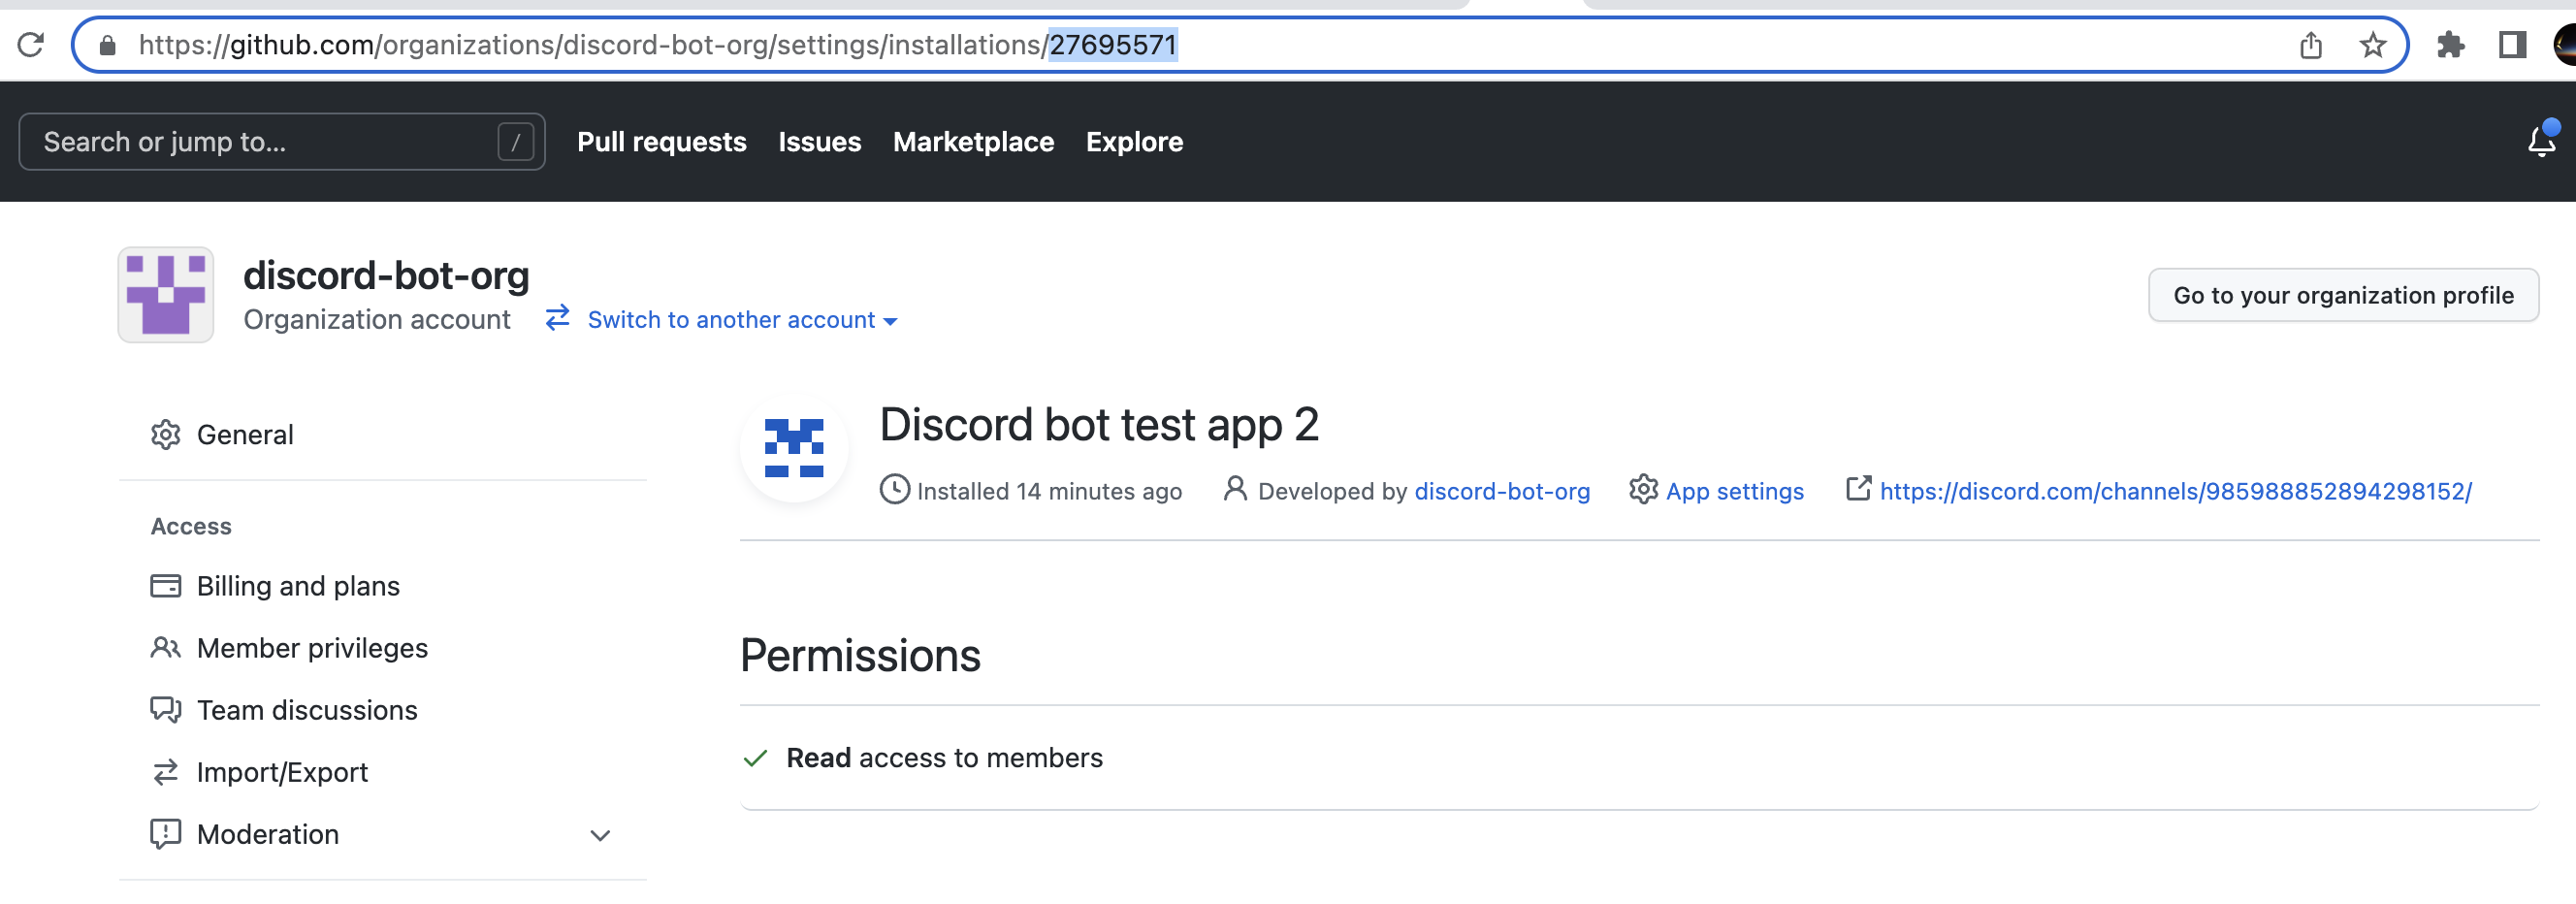 https://github.com/organizations/discord-bot-org/settings/installations/27695571
Search or jump to... / Pull requests Issues Marketplace Explore
discord-bot-org
Organization account Switch to another account
Go to your organization profile
General
Access
Billing and plans
Member privileges
Team discussions
Import/Export
Moderation
Discord bot test app 2
Installed 14 minutes ago Developed by discord-bot-org App settings https://discord.com/channels/985988852894298152/
Permissions
Read access to members